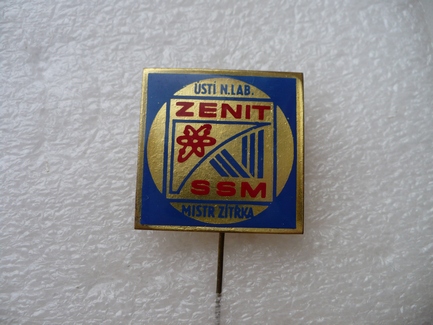 ÚSTÍ N.LAB.
ZENIT
SSM
MISTR ZÍTŘKA